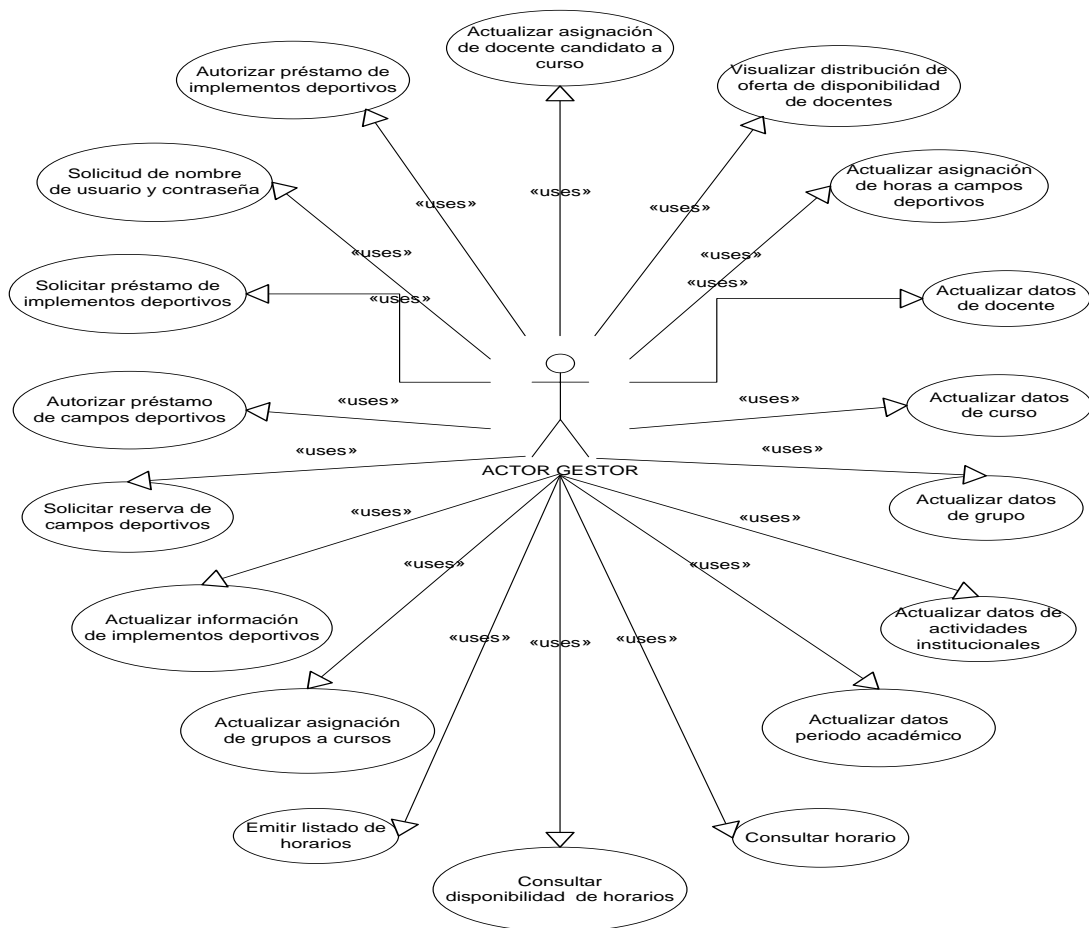 Actualizar asignación
de docente candidato a
curso
Autorizar préstamo de
implementos deportivos
Visualizar distribución de
oferta de disponibilidad
de docentes
Solicitud de nombre
de usuario y contraseña
Actualizar asignación
de horas a campos
deportivos
«uses»
«uses»
«uses»
«uses»
«uses»
Solicitar préstamo de
implementos deportivos
«uses»
«uses»
Actualizar datos
de docente
Autorizar préstamo
de campos deportivos
«uses»
«uses»
Actualizar datos
de curso
«uses»
ACTOR GESTOR
«uses»
Solicitar reserva de
campos deportivos
Actualizar datos
de grupo
«uses»
«uses»
«uses»
«uses»
Actualizar información
de implementos deportivos
Actualizar datos de
actividades
institucionales
«uses»
«uses»
«uses»
Actualizar asignación
de grupos a cursos
Actualizar datos
periodo académico
Emitir listado de
horarios
Consultar horario
Consultar
disponibilidad de horarios